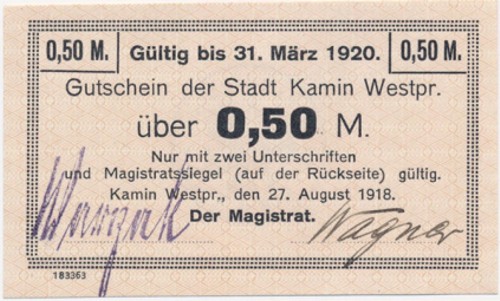 0,50 M. Gültig bis 31. März 1920. 0,50 M.
Gutschein der Stadt Kamin Westpr.
über 0,50 M.
Nur mit zwei Unterschriften
und Magistratssiegel (auf der Rückseite) gültig.
Kamin Westpr., den 27. August 1918.
Der Magistrat.
Wagner
183363